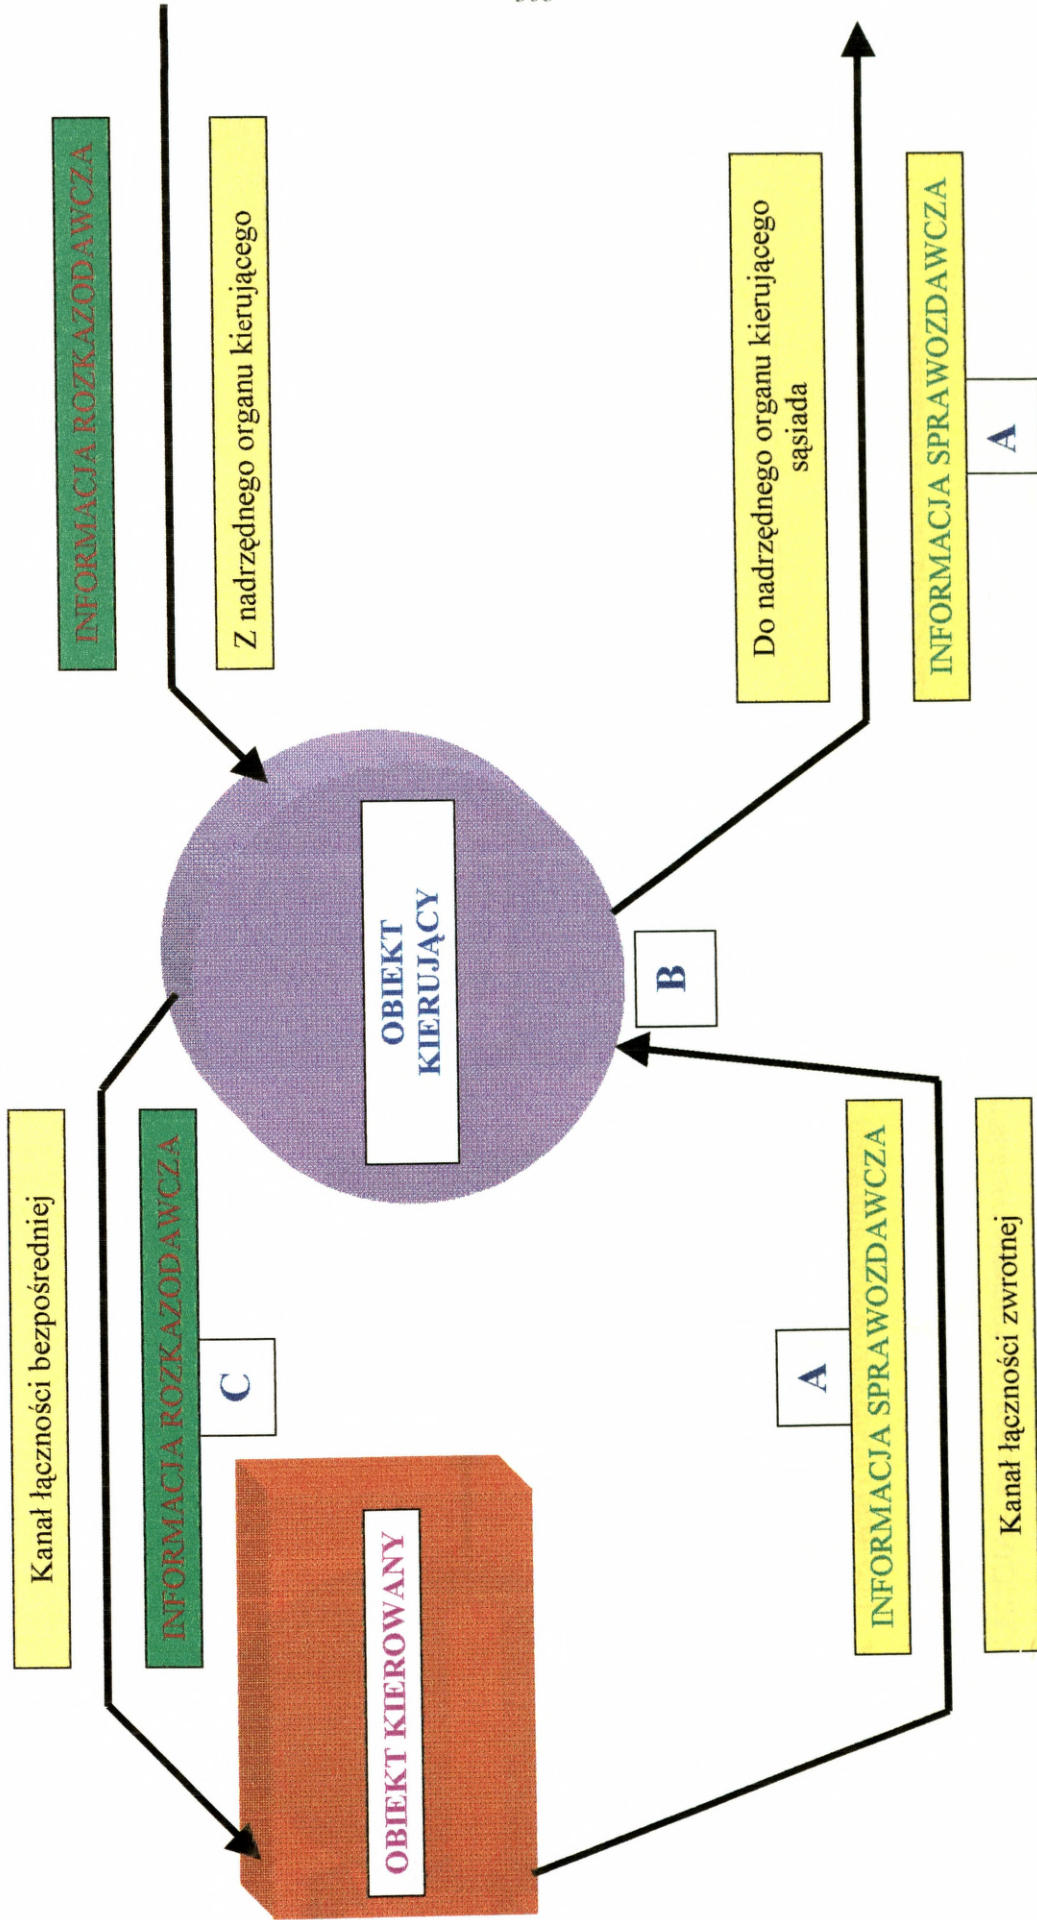 Kanał łączności bezpośredniej
INFORMACJA ROZKAZODAWCZA
C
INFORMACJA ROZKAZODAWCZA
Z nadrzędnego organu kierującego
OBIEKT KIEROWANY
OBIEKT
KIERUJĄCY
B
A
INFORMACJA SPRAWOZDAWCZA
Kanał łączności zwrotnej
Do nadrzędnego organu kierującego
sąsiada
INFORMACJA SPRAWOZDAWCZA
A